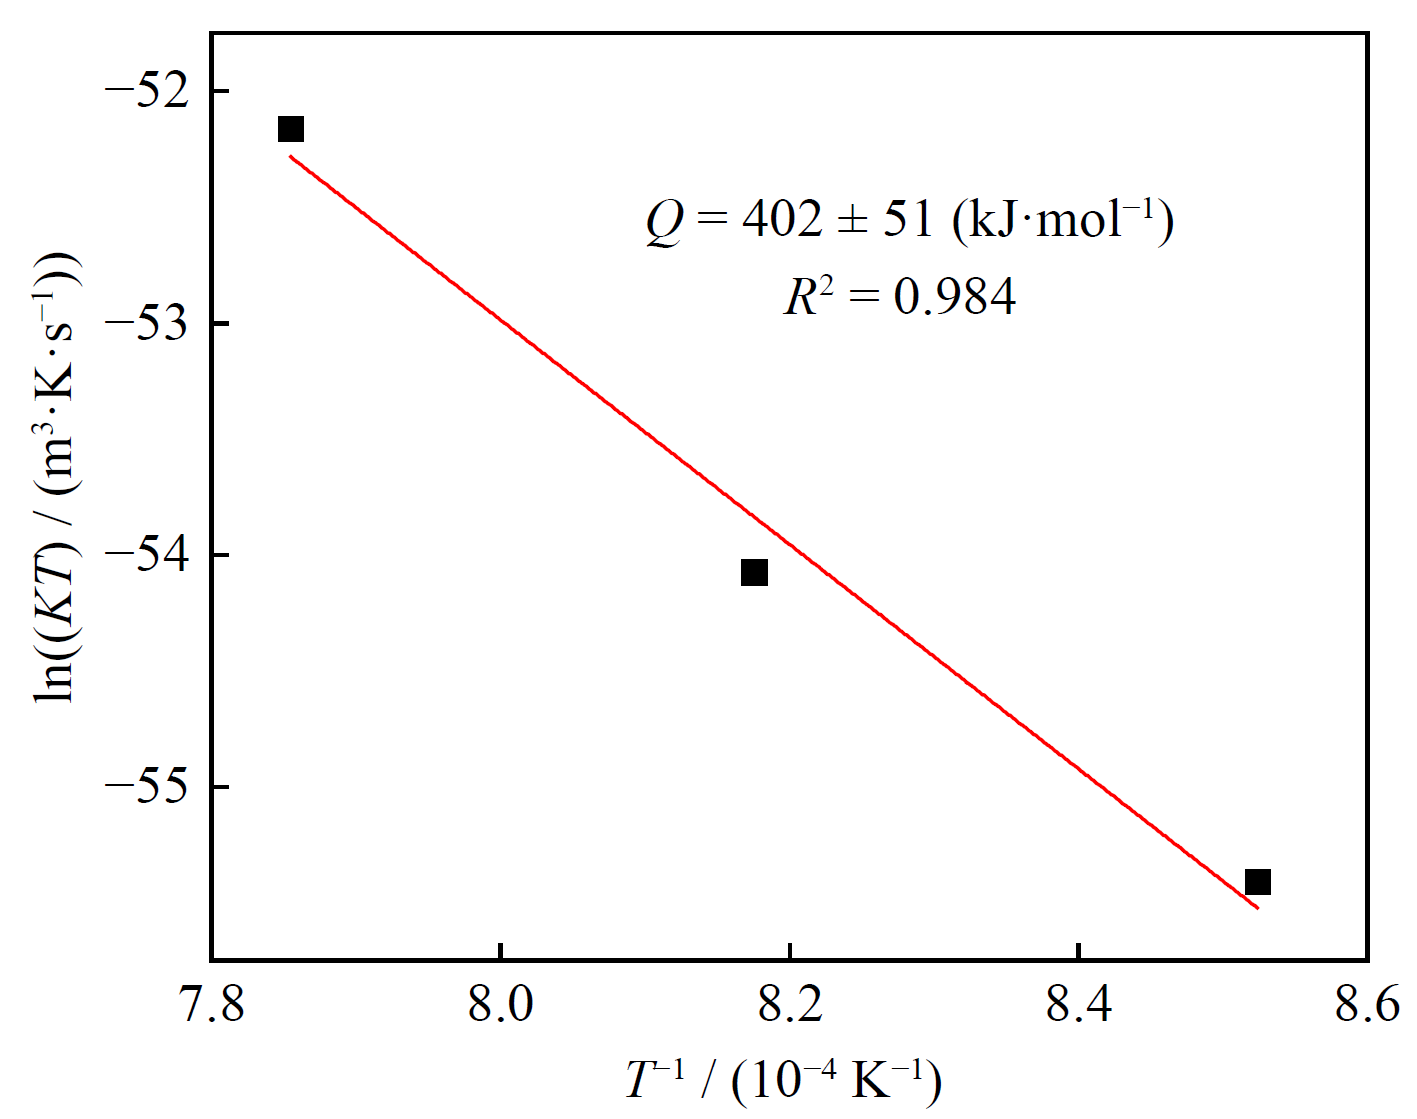 −52
−53
−54
−55
ln((KT) / (m³·K·s⁻¹))
Q = 402 ± 51 (kJ·mol⁻¹)
R² = 0.984
7.8 8.0 8.2 8.4 8.6
T⁻¹ / (10⁻⁴ K⁻¹)